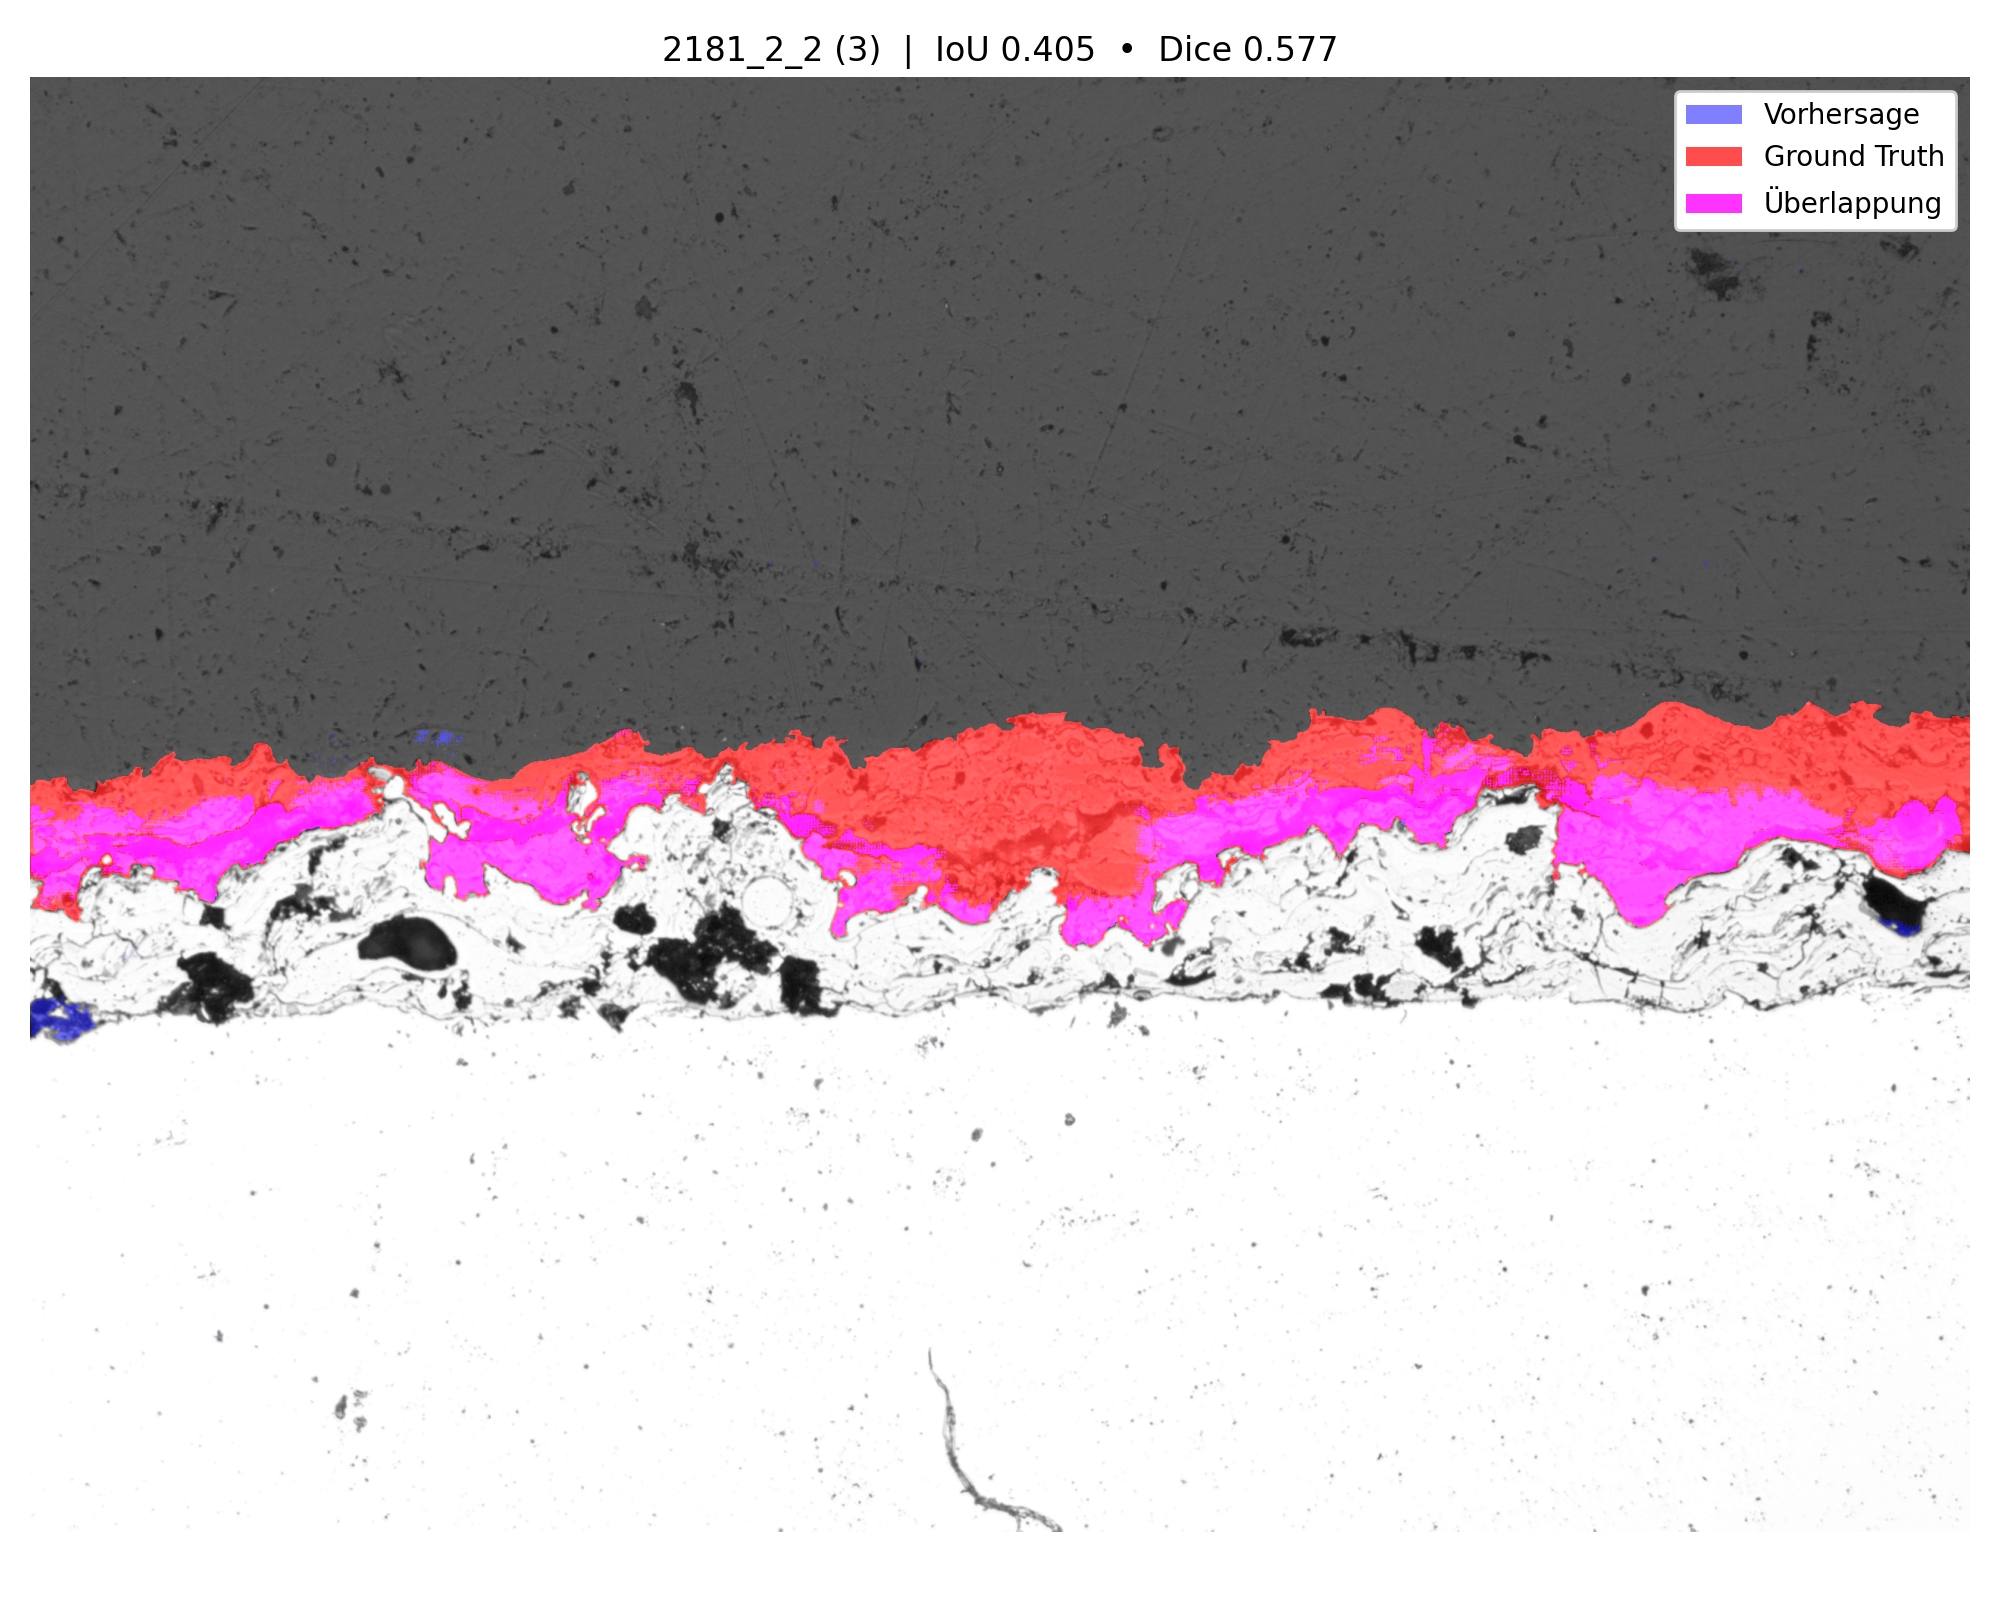 2181_2_2 (3) | IoU 0.405 • Dice 0.577
Vorhersage
Ground Truth
Überlappung